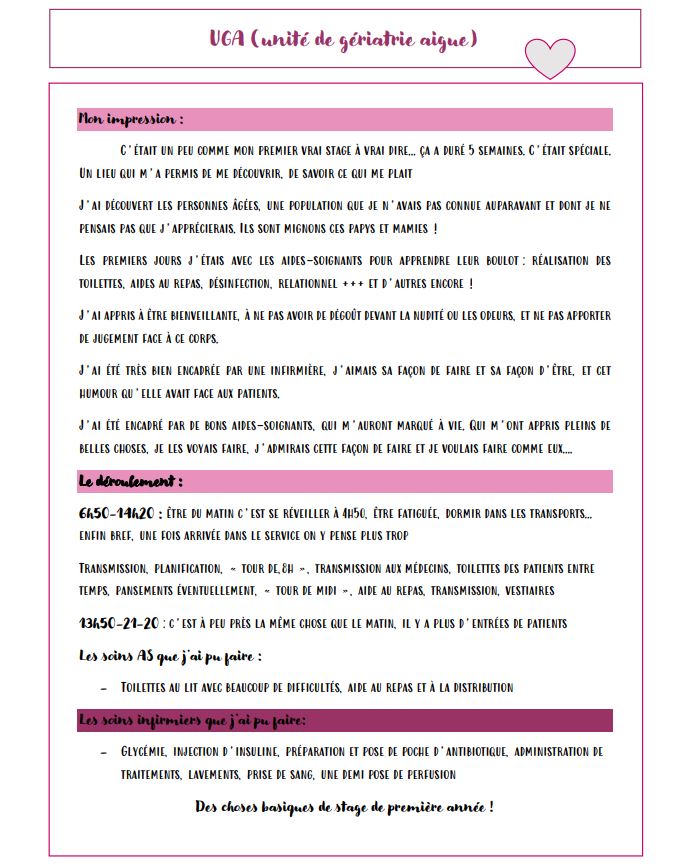 UGA (unité de gériatrie aigue)
Mon impression :
C'était un peu comme mon premier vrai stage à vrai dire... ça a duré 5 semaines. C'était spéciale.
Un lieu qui m'a permis de me découvrir, de savoir ce qui me plait
J'ai découvert les personnes âgées, une population que je n'avais pas connue auparavant et dont je ne
pensais pas que j'apprécierais. Ils sont mignons ces papys et mamies !
Les premiers jours j'étais avec les aides-soignants pour apprendre leur boulot : réalisation des
toilettes, aides au repas, désinfection, relationnel +++ et d'autres encore !
J'ai appris à être bienveillante, à ne pas avoir de dégoût devant la nudité ou les odeurs, et ne pas apporter
de jugement face à ce corps.
J'ai été très bien encadrée par une infirmière, j'aimais sa façon de faire et sa façon d'être, et cet
humour qu'elle avait face aux patients.
J'ai été encadré par de bons aides-soignants, qui m'auront marqué à vie. Qui m'ont appris pleins de
belles choses, je les voyais faire, j'admirais cette façon de faire et je voulais faire comme eux....
Le déroulement :
6h50-14h20 : être du matin c'est se réveiller à 4h50, être fatiguée, dormir dans les transports...
enfin bref, une fois arrivée dans le service on y pense plus trop
Transmission, planification, « tour de,8h », transmission aux médecins, toilettes des patients entre
temps, pansements éventuellement, « tour de midi », aide au repas, transmission, vestiaires
13h50-21-20 : c'est à peu près la même chose que le matin, il y a plus d'entrées de patients
Les soins AS que j'ai pu faire :
- Toilettes au lit avec beaucoup de difficultés, aide au repas et à la distribution
Les soins infirmiers que j'ai pu faire:
- Glycémie, injection d'insuline, préparation et pose de poche d'antibiotique, administration de
traitements, lavements, prise de sang, une demi pose de perfusion
Des choses basiques de stage de première année !